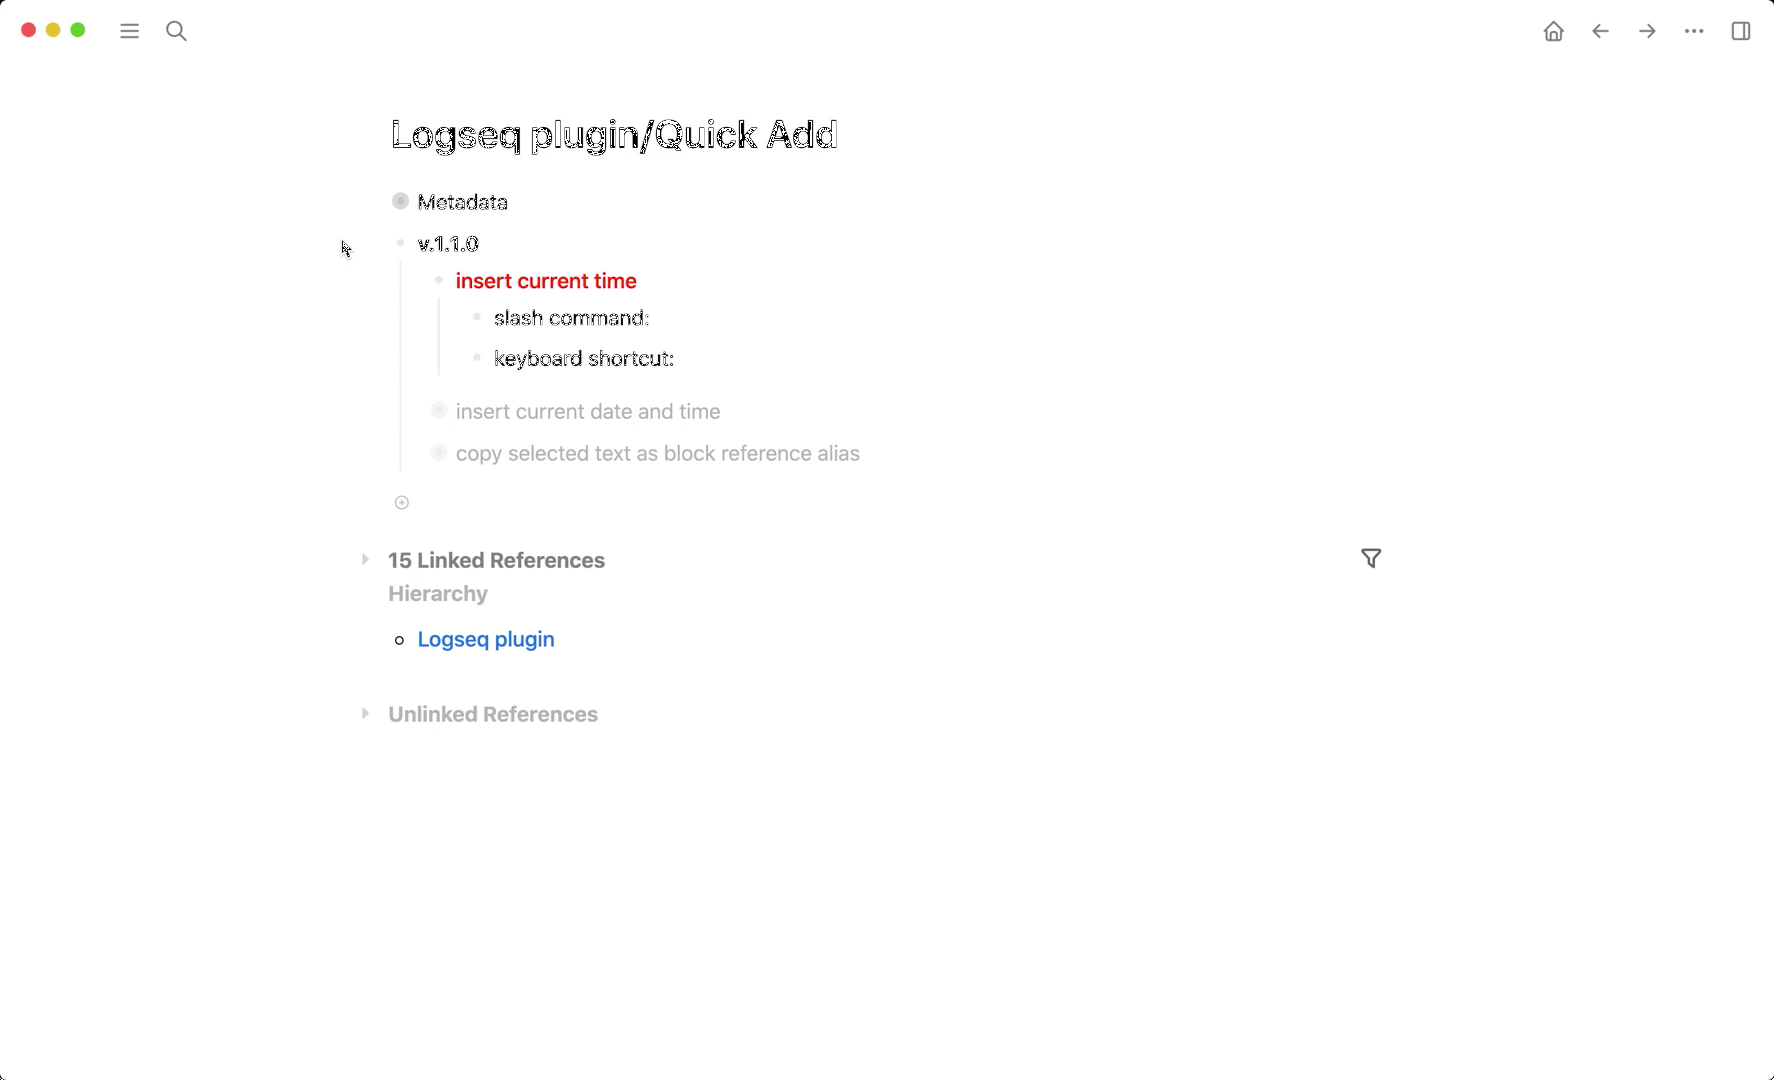 Logseq plugin/Quick Add
Metadata
v.1.1.0
insert current time
slash command:
keyboard shortcut:
insert current date and time
copy selected text as block reference alias
15 Linked References
Hierarchy
Logseq plugin
Unlinked References